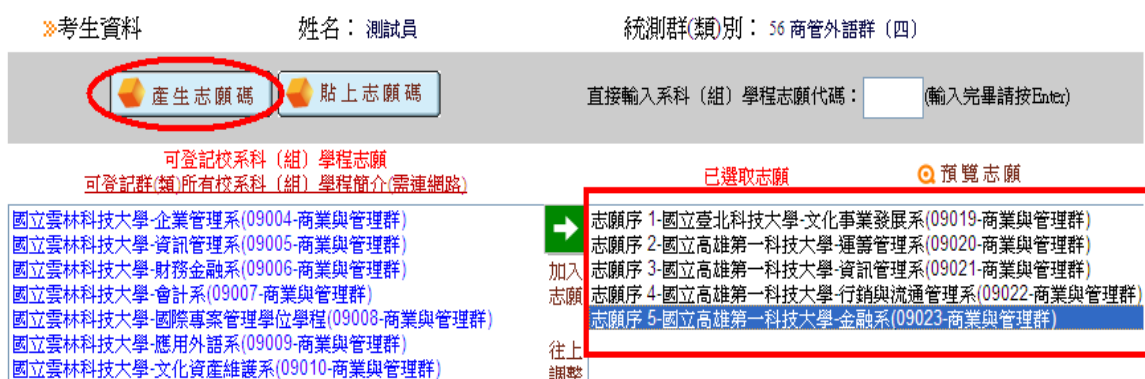 考生資料 姓名： 測試員 統測群(類)別： 56 商管外語群〔四〕
產生志願碼 貼上志願碼 直接輸入系科〔組〕學程志願代碼： (輸入完畢請按Enter)
可登記校系科〔組〕學程志願
可登記群(類)所有校系科〔組〕學程簡介(需連網路)
已選取志願 預覽志願
國立雲林科技大學-企業管理系(09004-商業與管理群)
國立雲林科技大學-資訊管理系(09005-商業與管理群)
國立雲林科技大學-財務金融系(09006-商業與管理群)
國立雲林科技大學-會計系(09007-商業與管理群)
國立雲林科技大學-國際專案管理學位學程(09008-商業與管理群)
國立雲林科技大學-應用外語系(09009-商業與管理群)
國立雲林科技大學-文化資產維護系(09010-商業與管理群)
加入
志願
往上
調整
志願序 1-國立臺北科技大學-文化事業發展系(09019-商業與管理群)
志願序 2-國立高雄第一科技大學-運籌管理系(09020-商業與管理群)
志願序 3-國立高雄第一科技大學-資訊管理系(09021-商業與管理群)
志願序 4-國立高雄第一科技大學-行銷與流通管理系(09022-商業與管理群)
志願序 5-國立高雄第一科技大學-金融系(09023-商業與管理群)